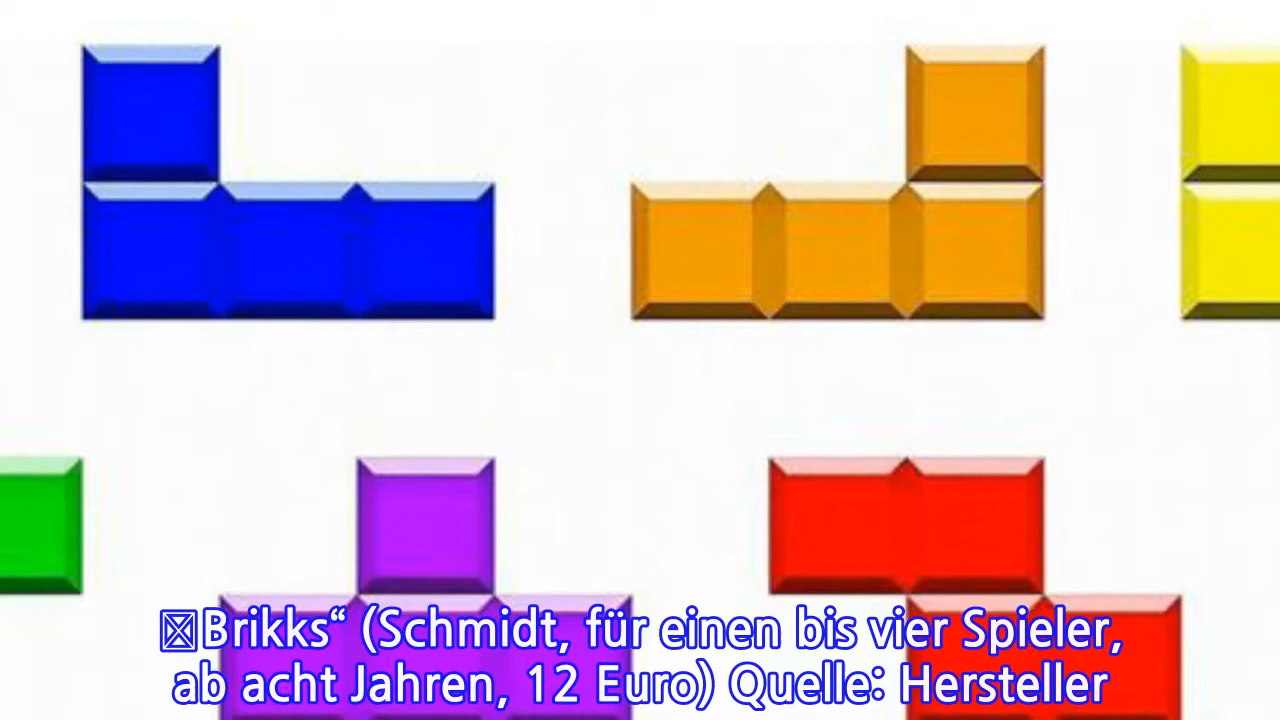 Brikks“ (Schmidt, für einen bis vier Spieler,
ab acht Jahren, 12 Euro) Quelle: Hersteller